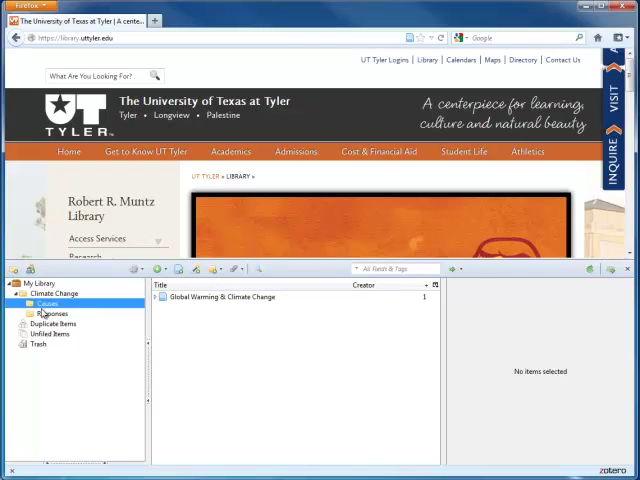 Firefox
The University of Texas at Tyler | A cente...
https://library.uttyler.edu
Google
UT Tyler Logins
Library
Calendars
Maps
Directory
Contact Us
What Are You Looking For?
UT
TYLER
The University of Texas at Tyler
Tyler • Longview • Palestine
A centerpiece for learning,
culture and natural beauty
INQUIRE
VISIT
Home
Get to Know UT Tyler
Academics
Admissions
Cost & Financial Aid
Student Life
Athletics
UT TYLER » LIBRARY »
Robert R. Muntz
Library
Access Services
Research
All Fields & Tags
My Library
Climate Change
Causes
Responses
Duplicate Items
Unfiled Items
Trash
Title
Creator
Global Warming & Climate Change
1
No items selected
zotero